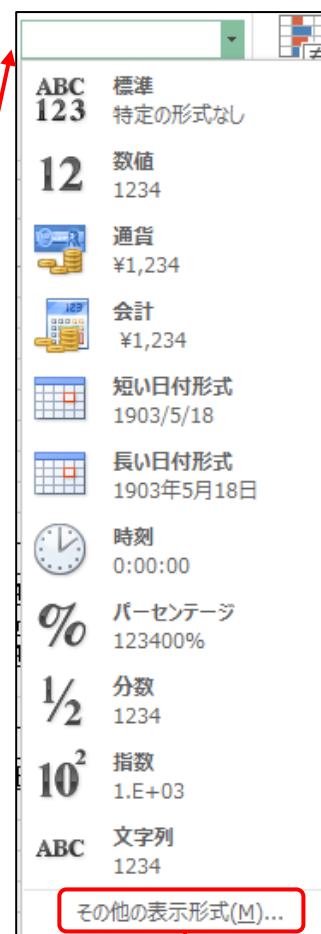 ABC
123
標準
特定の形式なし
12
数値
1234
通貨
¥1,234
123
会計
¥1,234
短い日付形式
1903/5/18
長い日付形式
1903年5月18日
時刻
0:00:00
%
パーセンテージ
123400%
1/2
分数
1234
10²
指数
1.E+03
ABC
文字列
1234
その他の表示形式(M)...